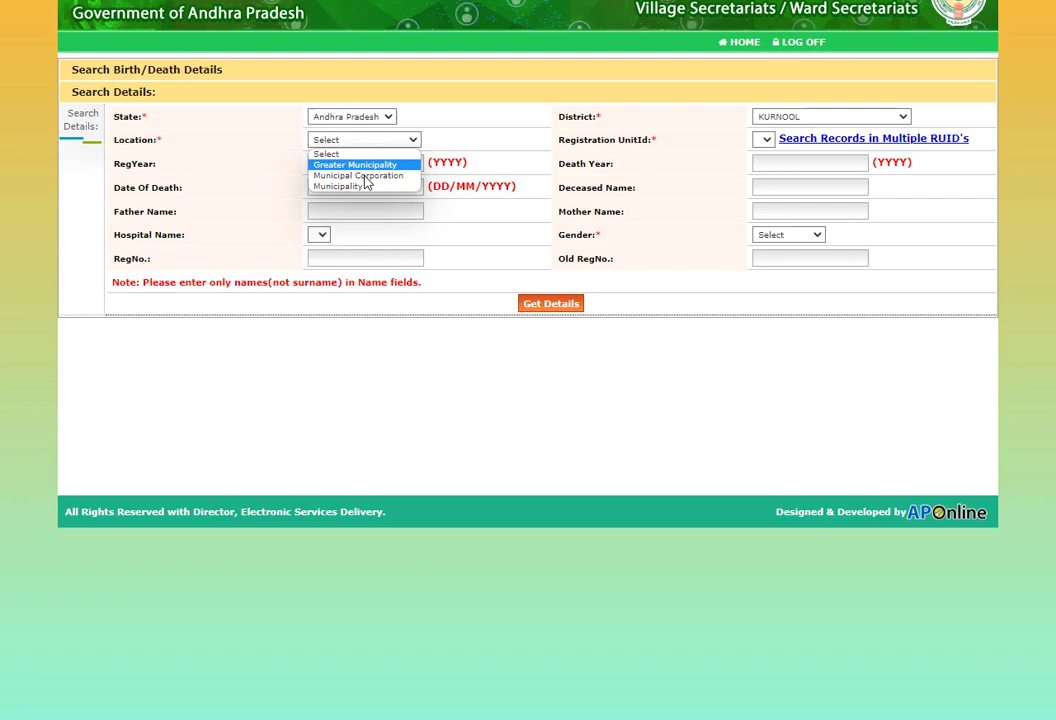 Government of Andhra Pradesh
Village Secretariats / Ward Secretariats
HOME LOG OFF
Search Birth/Death Details
Search Details:
Search Details:
State:* Andhra Pradesh District:* KURNOOL
Location:* Select Registration UnitId:* Search Records in Multiple RUID's
Select
Greater Municipality
Municipal Corporation
Municipality
RegYear: (YYYY) Death Year: (YYYY)
Date Of Death: (DD/MM/YYYY) Deceased Name:
Father Name: Mother Name:
Hospital Name: Gender:* Select
RegNo.: Old RegNo.:
Note: Please enter only names(not surname) in Name fields.
Get Details
All Rights Reserved with Director, Electronic Services Delivery. Designed & Developed by APOnline